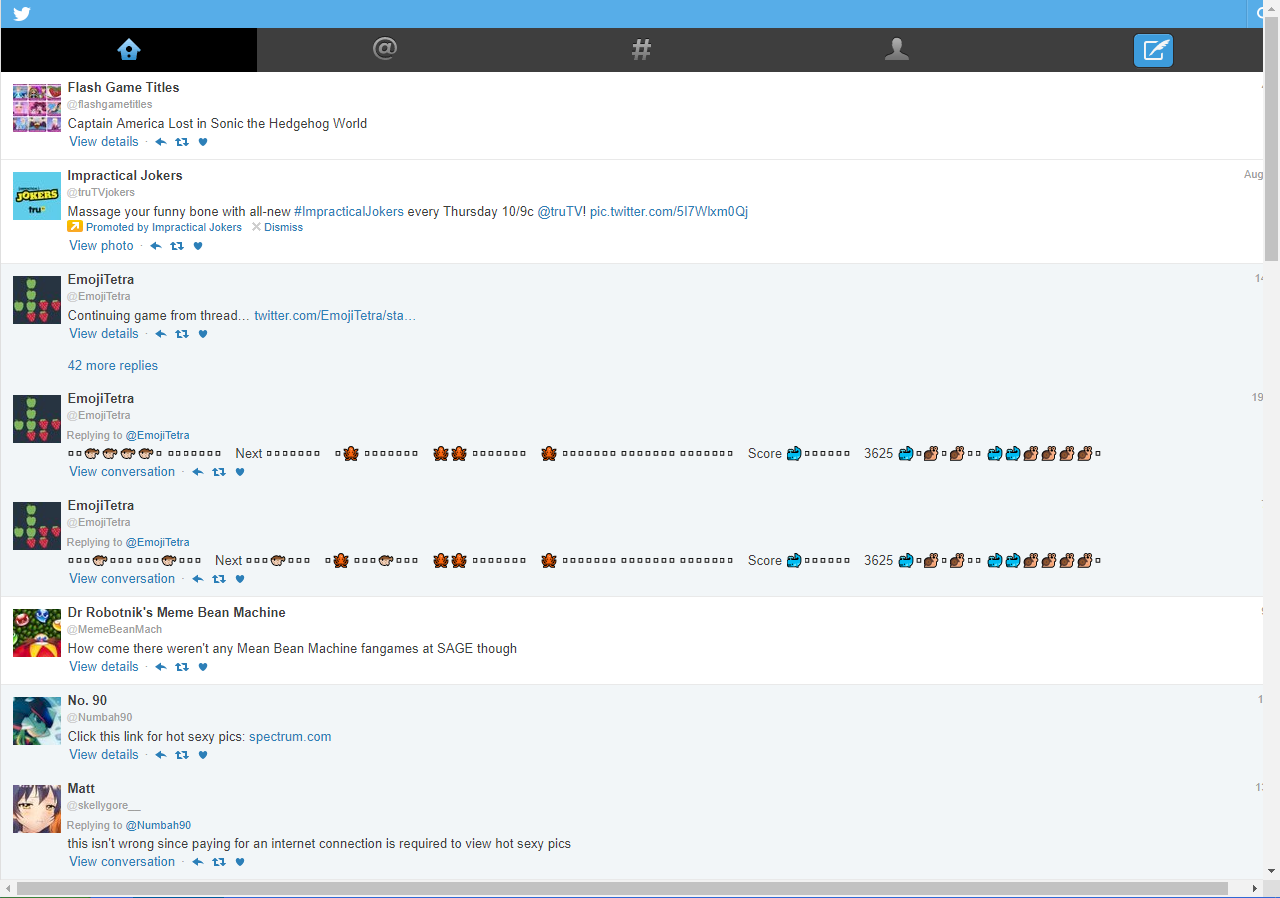 @
#
Flash Game Titles
@flashgametitles
Captain America Lost in Sonic the Hedgehog World
View details ·
Impractical Jokers
Aug
@truTVjokers
JOKERS
tru
Massage your funny bone with all-new #ImpracticalJokers every Thursday 10/9c @truTV! pic.twitter.com/5I7Wlxm0Qj
Promoted by Impractical Jokers Dismiss
View photo ·
EmojiTetra
14
@EmojiTetra
Continuing game from thread… twitter.com/EmojiTetra/sta…
View details ·
42 more replies
EmojiTetra
19
@EmojiTetra
Replying to @EmojiTetra
Next Score 3625
View conversation ·
EmojiTetra
@EmojiTetra
Replying to @EmojiTetra
Next Score 3625
View conversation ·
Dr Robotnik's Meme Bean Machine
@MemeBeanMach
How come there weren't any Mean Bean Machine fangames at SAGE though
View details ·
No. 90
@Numbah90
Click this link for hot sexy pics: spectrum.com
View details ·
Matt
@skellygore__
Replying to @Numbah90
this isn't wrong since paying for an internet connection is required to view hot sexy pics
View conversation ·